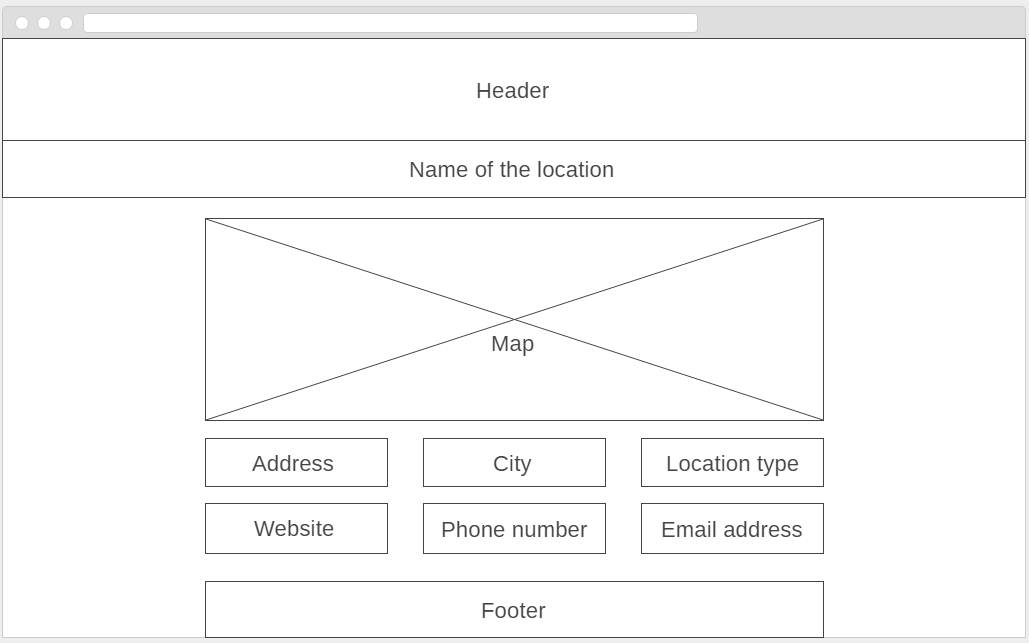 Header
Name of the location
Map
Address
City
Location type
Website
Phone number
Email address
Footer